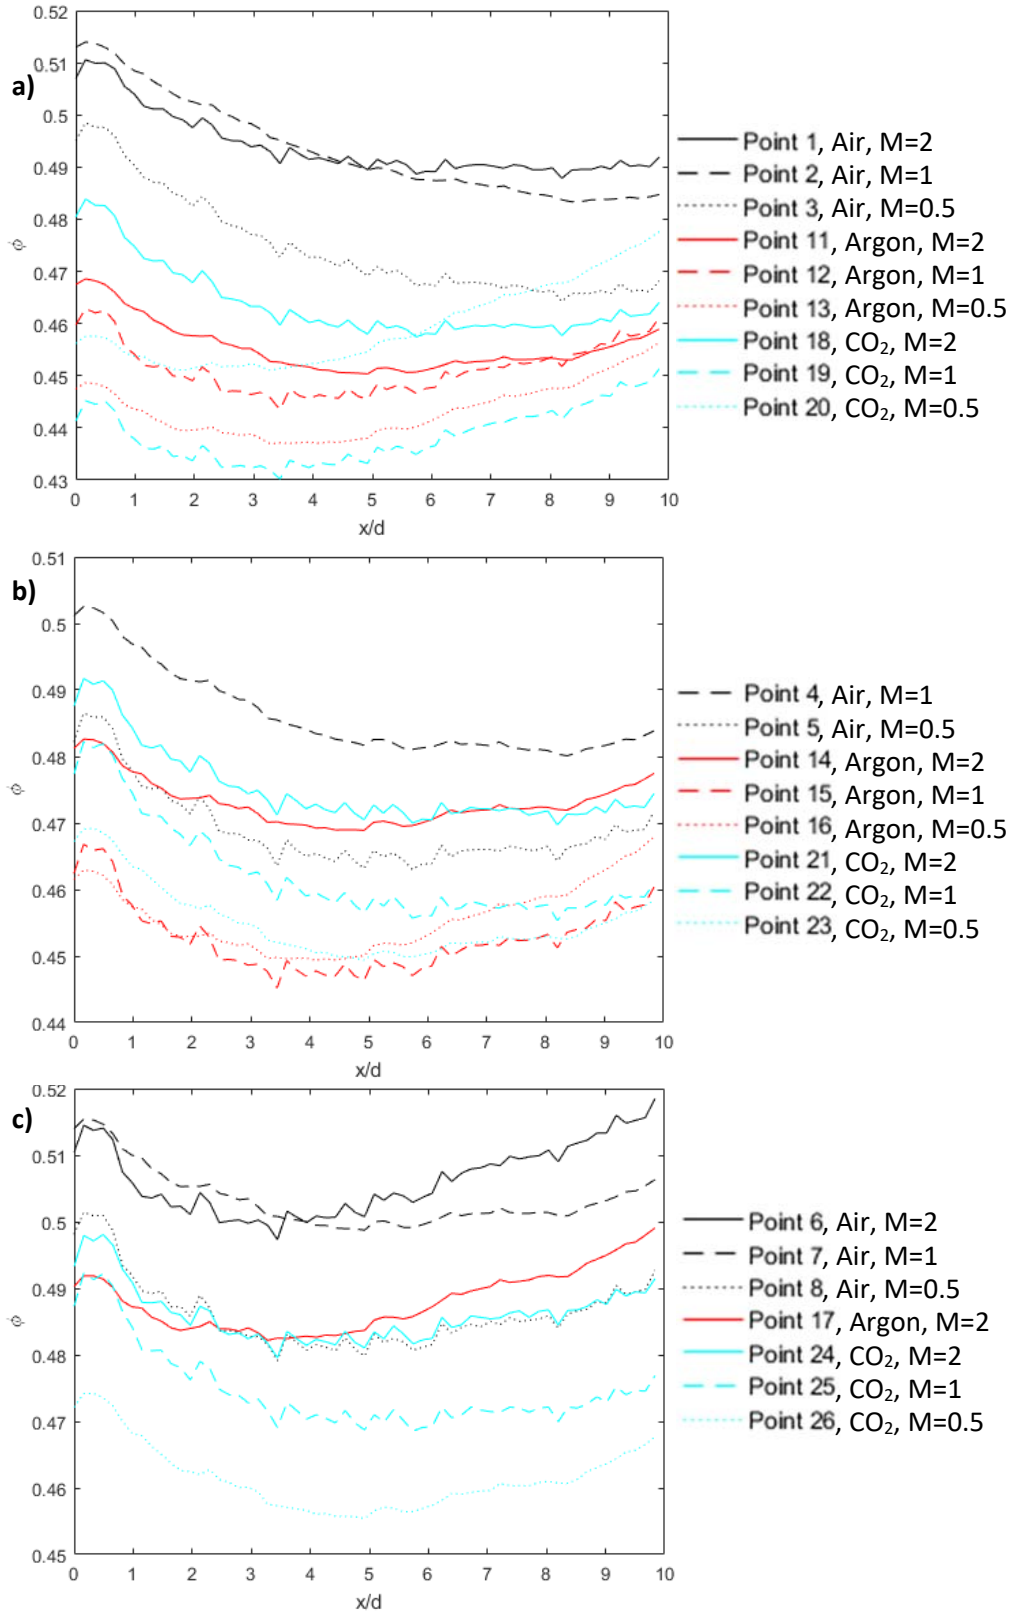 a)
0.52
0.51
0.5
0.49
0.48
0.47
0.46
0.45
0.44
0.43
ϕ
0 1 2 3 4 5 6 7 8 9 10
x/d
Point 1, Air, M=2
Point 2, Air, M=1
Point 3, Air, M=0.5
Point 11, Argon, M=2
Point 12, Argon, M=1
Point 13, Argon, M=0.5
Point 18, CO₂, M=2
Point 19, CO₂, M=1
Point 20, CO₂, M=0.5
b)
0.51
0.5
0.49
0.48
0.47
0.46
0.45
0.44
ϕ
0 1 2 3 4 5 6 7 8 9 10
x/d
Point 4, Air, M=1
Point 5, Air, M=0.5
Point 14, Argon, M=2
Point 15, Argon, M=1
Point 16, Argon, M=0.5
Point 21, CO₂, M=2
Point 22, CO₂, M=1
Point 23, CO₂, M=0.5
c)
0.52
0.51
0.5
0.49
0.48
0.47
0.46
0.45
ϕ
0 1 2 3 4 5 6 7 8 9 10
x/d
Point 6, Air, M=2
Point 7, Air, M=1
Point 8, Air, M=0.5
Point 17, Argon, M=2
Point 24, CO₂, M=2
Point 25, CO₂, M=1
Point 26, CO₂, M=0.5